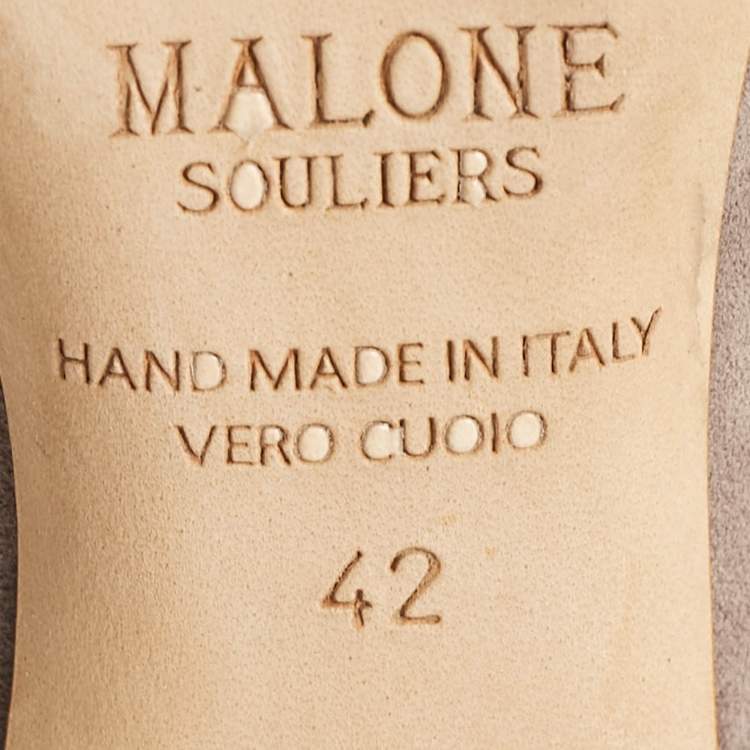 MALONE
SOULIERS
HAND MADE IN ITALY
VERO CUOIO
42